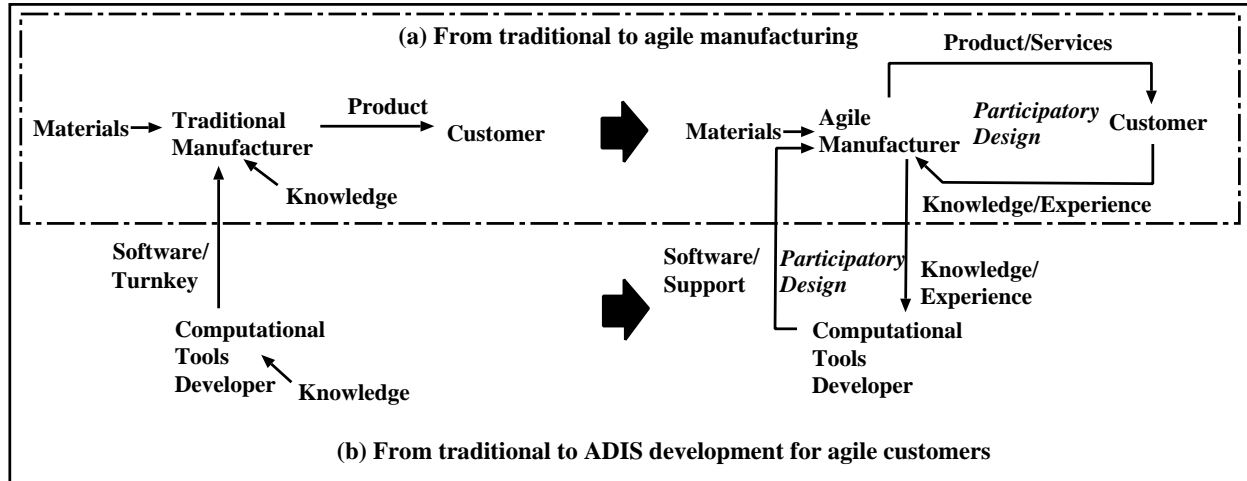 (a) From traditional to agile manufacturing
Product/Services
Product
Materials
Traditional
Manufacturer
Customer
Knowledge
Materials
Agile
Manufacturer
Participatory
Design
Customer
Knowledge/Experience
Software/
Turnkey
Computational
Tools
Developer
Knowledge
Software/
Support
Participatory
Design
Knowledge/
Experience
Computational
Tools
Developer
(b) From traditional to ADIS development for agile customers